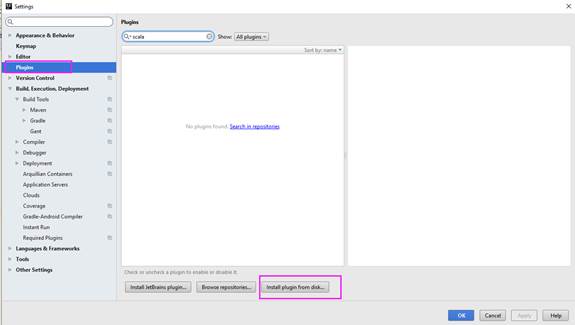 Settings
Appearance & Behavior
Keymap
Editor
Plugins
Version Control
Build, Execution, Deployment
Build Tools
Maven
Gradle
Gant
Compiler
Debugger
Deployment
Arquillian Containers
Application Servers
Clouds
Coverage
Gradle-Android Compiler
Instant Run
Required Plugins
Languages & Frameworks
Tools
Other Settings
Plugins
scala
Show: All plugins
Sort by: name
No plugins found. Search in repositories
Check or uncheck a plugin to enable or disable it.
Install JetBrains plugin... Browse repositories... Install plugin from disk...
OK Cancel Apply Help